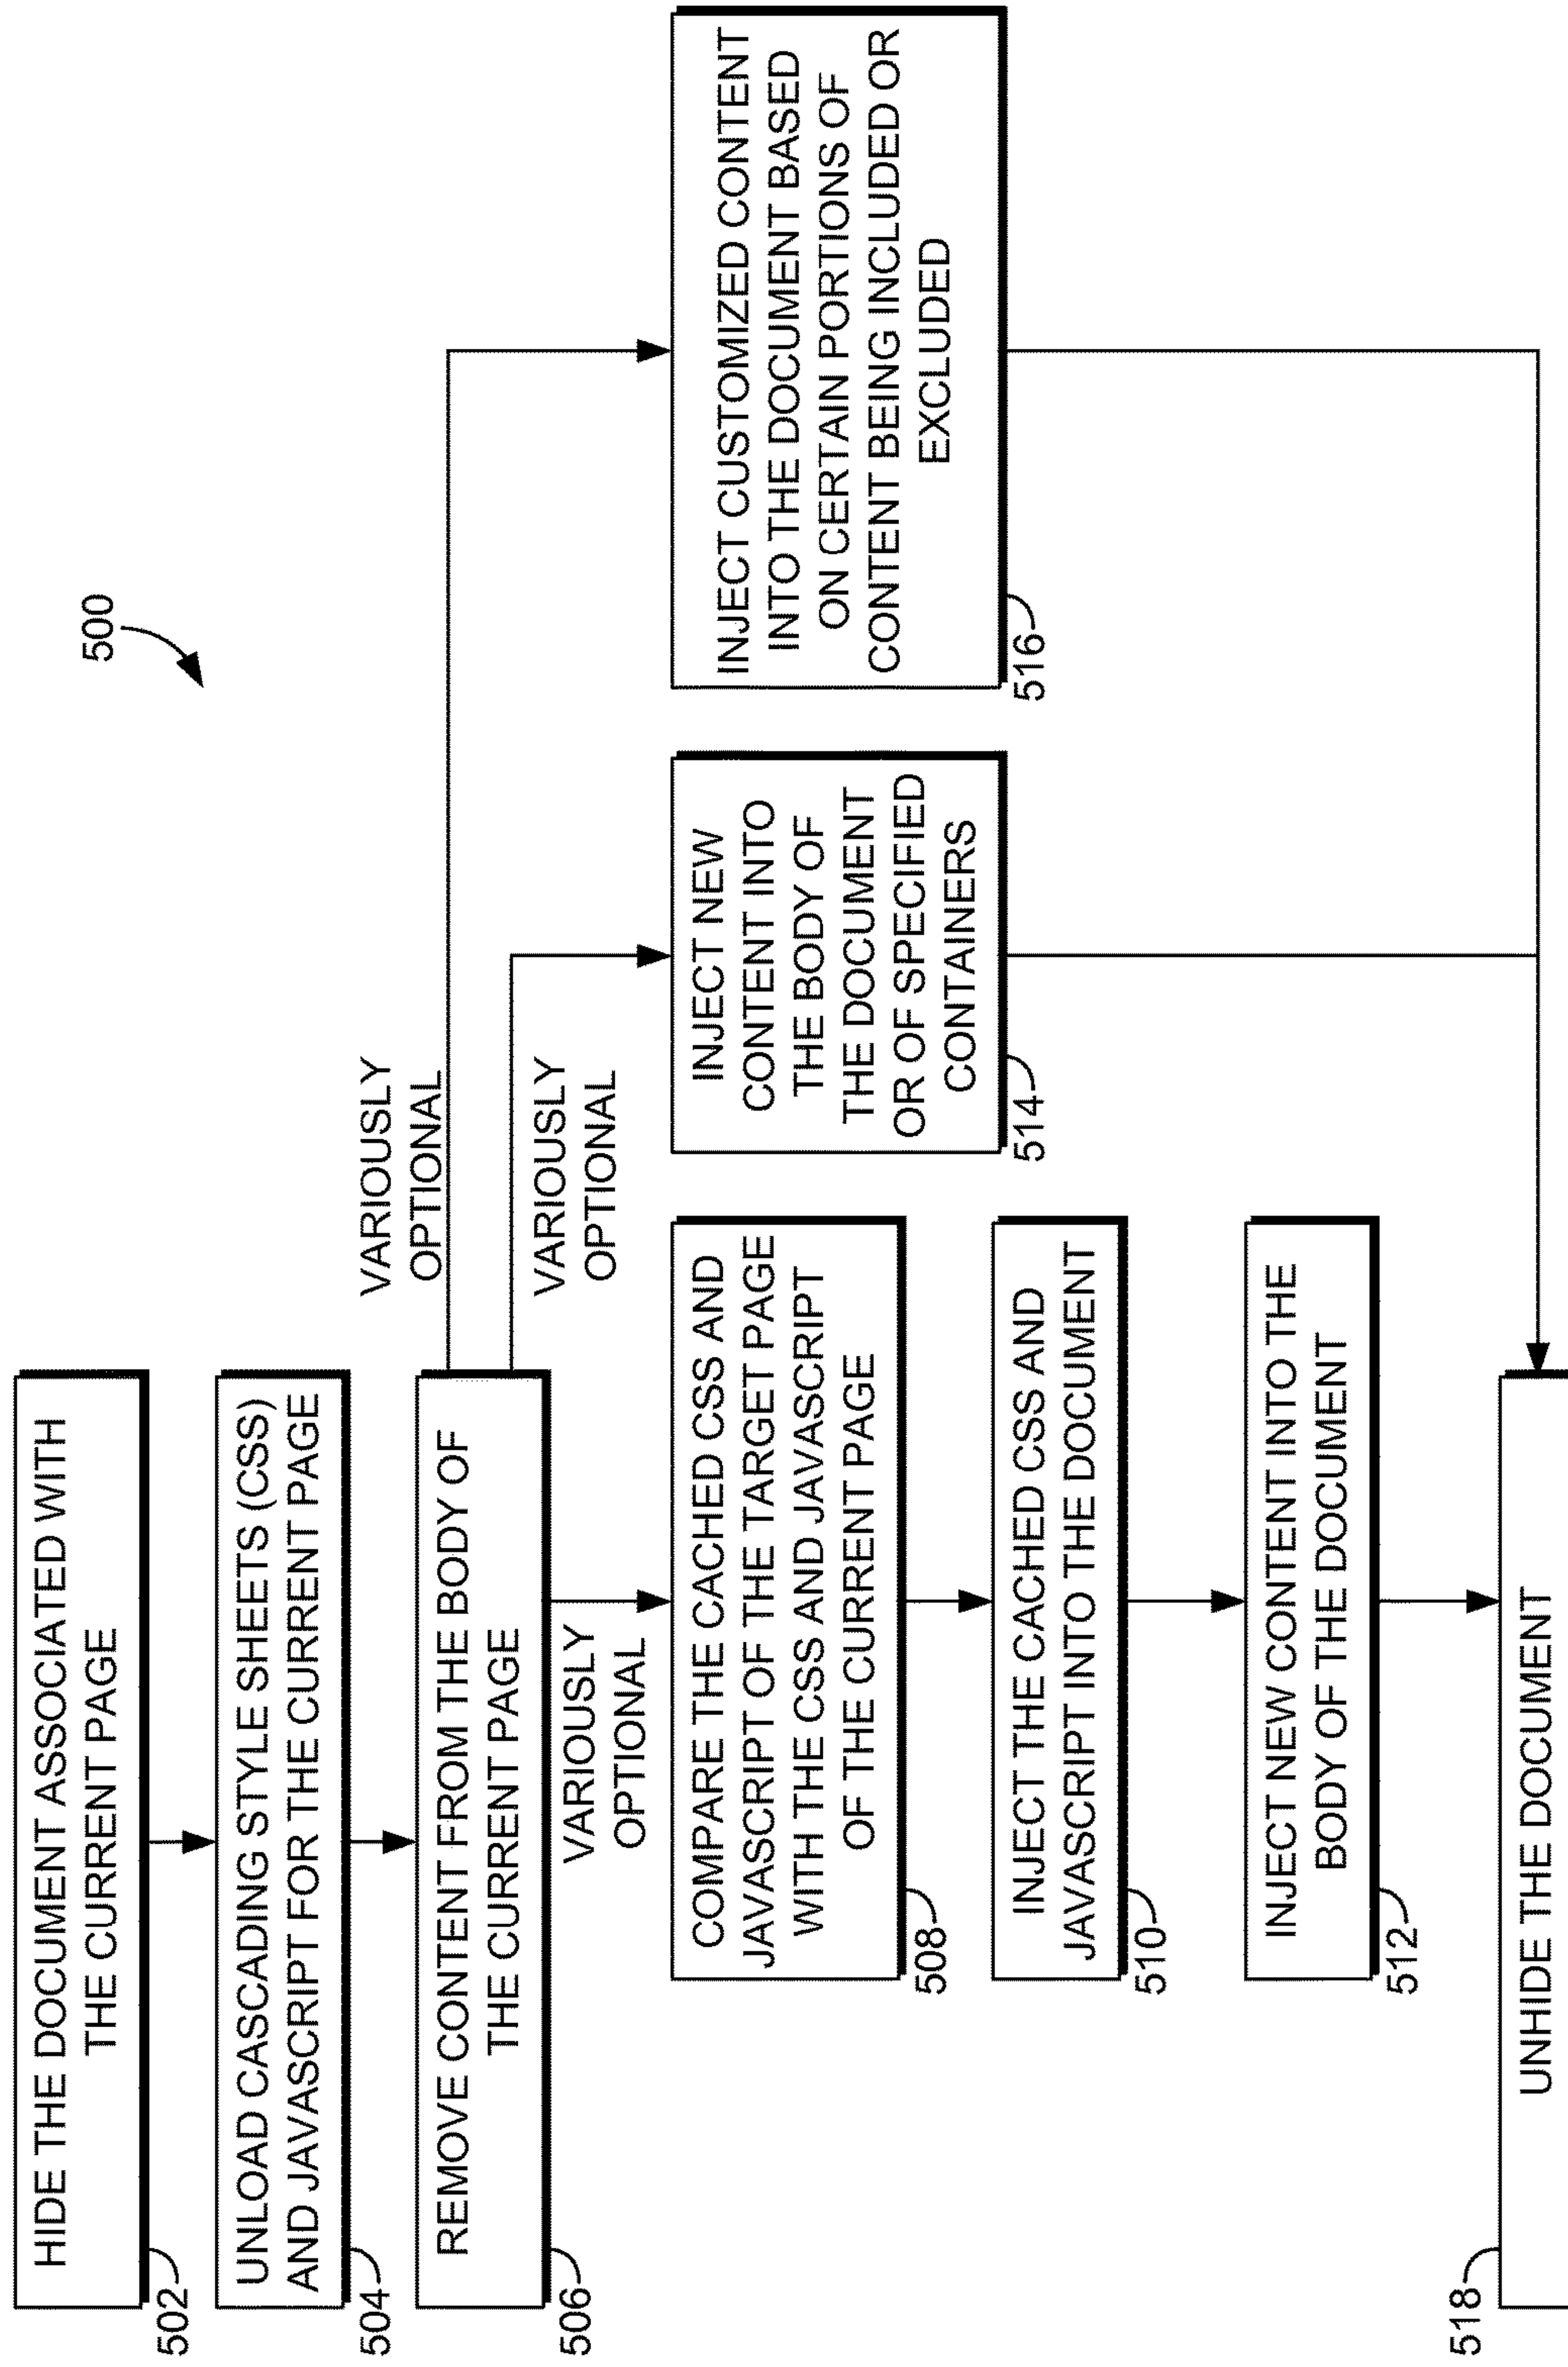 500
HIDE THE DOCUMENT ASSOCIATED WITH
THE CURRENT PAGE
502
UNLOAD CASCADING STYLE SHEETS (CSS)
AND JAVASCRIPT FOR THE CURRENT PAGE
504
REMOVE CONTENT FROM THE BODY OF
THE CURRENT PAGE
506
VARIOUSLY
OPTIONAL
VARIOUSLY
OPTIONAL
VARIOUSLY
OPTIONAL
COMPARE THE CACHED CSS AND
JAVASCRIPT OF THE TARGET PAGE
WITH THE CSS AND JAVASCRIPT
OF THE CURRENT PAGE
508
INJECT THE CACHED CSS AND
JAVASCRIPT INTO THE DOCUMENT
510
INJECT NEW CONTENT INTO THE
BODY OF THE DOCUMENT
512
INJECT NEW
CONTENT INTO
THE BODY OF
THE DOCUMENT
OR OF SPECIFIED
CONTAINERS
514
INJECT CUSTOMIZED CONTENT
INTO THE DOCUMENT BASED
ON CERTAIN PORTIONS OF
CONTENT BEING INCLUDED OR
EXCLUDED
516
518
UNHIDE THE DOCUMENT